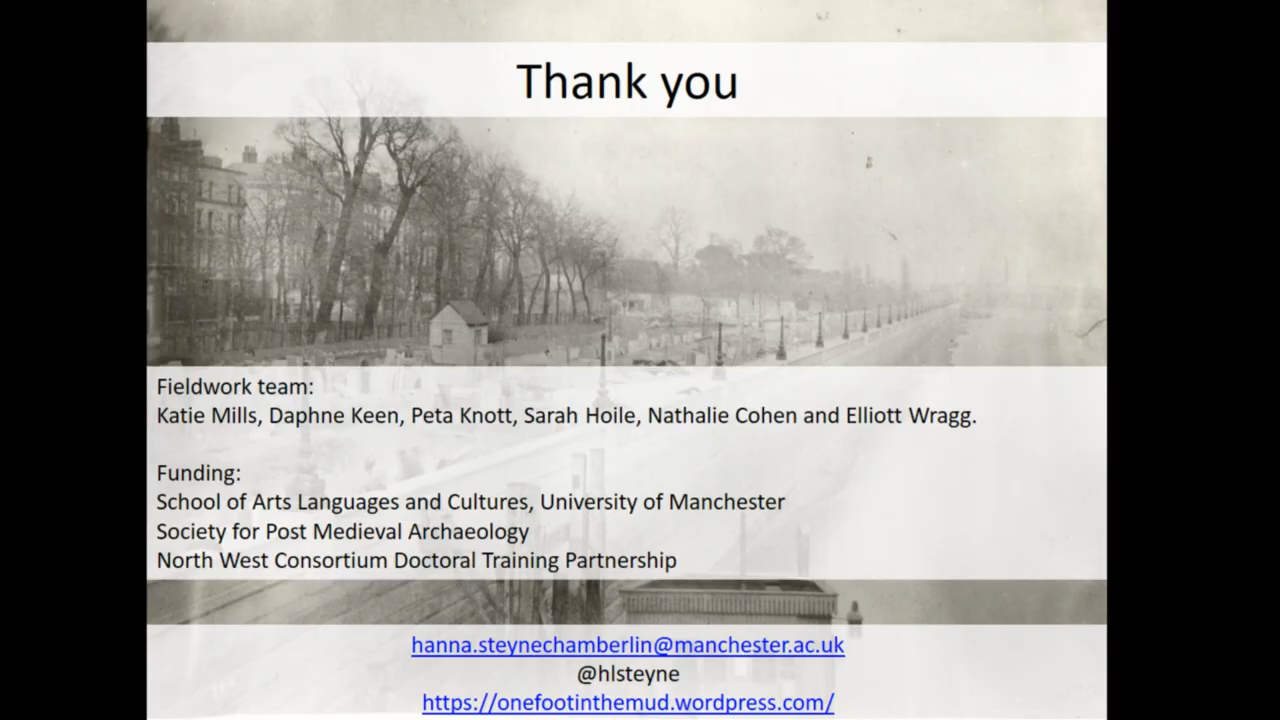 Thank you
Fieldwork team:
Katie Mills, Daphne Keen, Peta Knott, Sarah Hoile, Nathalie Cohen and Elliott Wragg.
Funding:
School of Arts Languages and Cultures, University of Manchester
Society for Post Medieval Archaeology
North West Consortium Doctoral Training Partnership
hanna.steynechamberlin@manchester.ac.uk
@hlsteyne
https://onefootinthemud.wordpress.com/